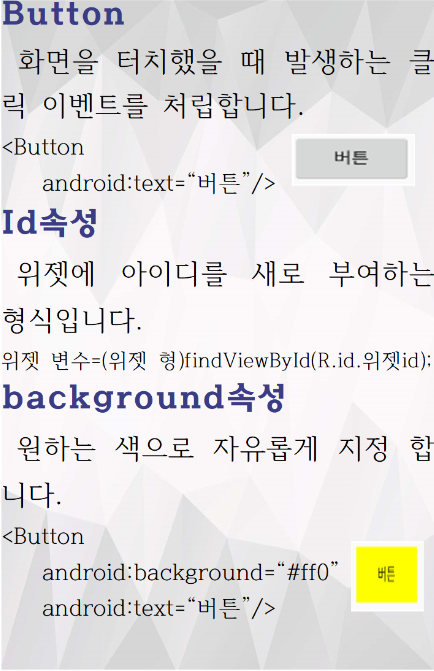 Button
화면을 터치했을 때 발생하는 클
릭 이벤트를 처립합니다.
<Button
버튼
android:text=“버튼”/>
Id속성
위젯에 아이디를 새로 부여하는
형식입니다.
위젯 변수=(위젯 형)findViewById(R.id.위젯id);
background속성
원하는 색으로 자유롭게 지정 합
니다.
<Button
android:background=“#ff0”
버튼
android:text=“버튼”/>